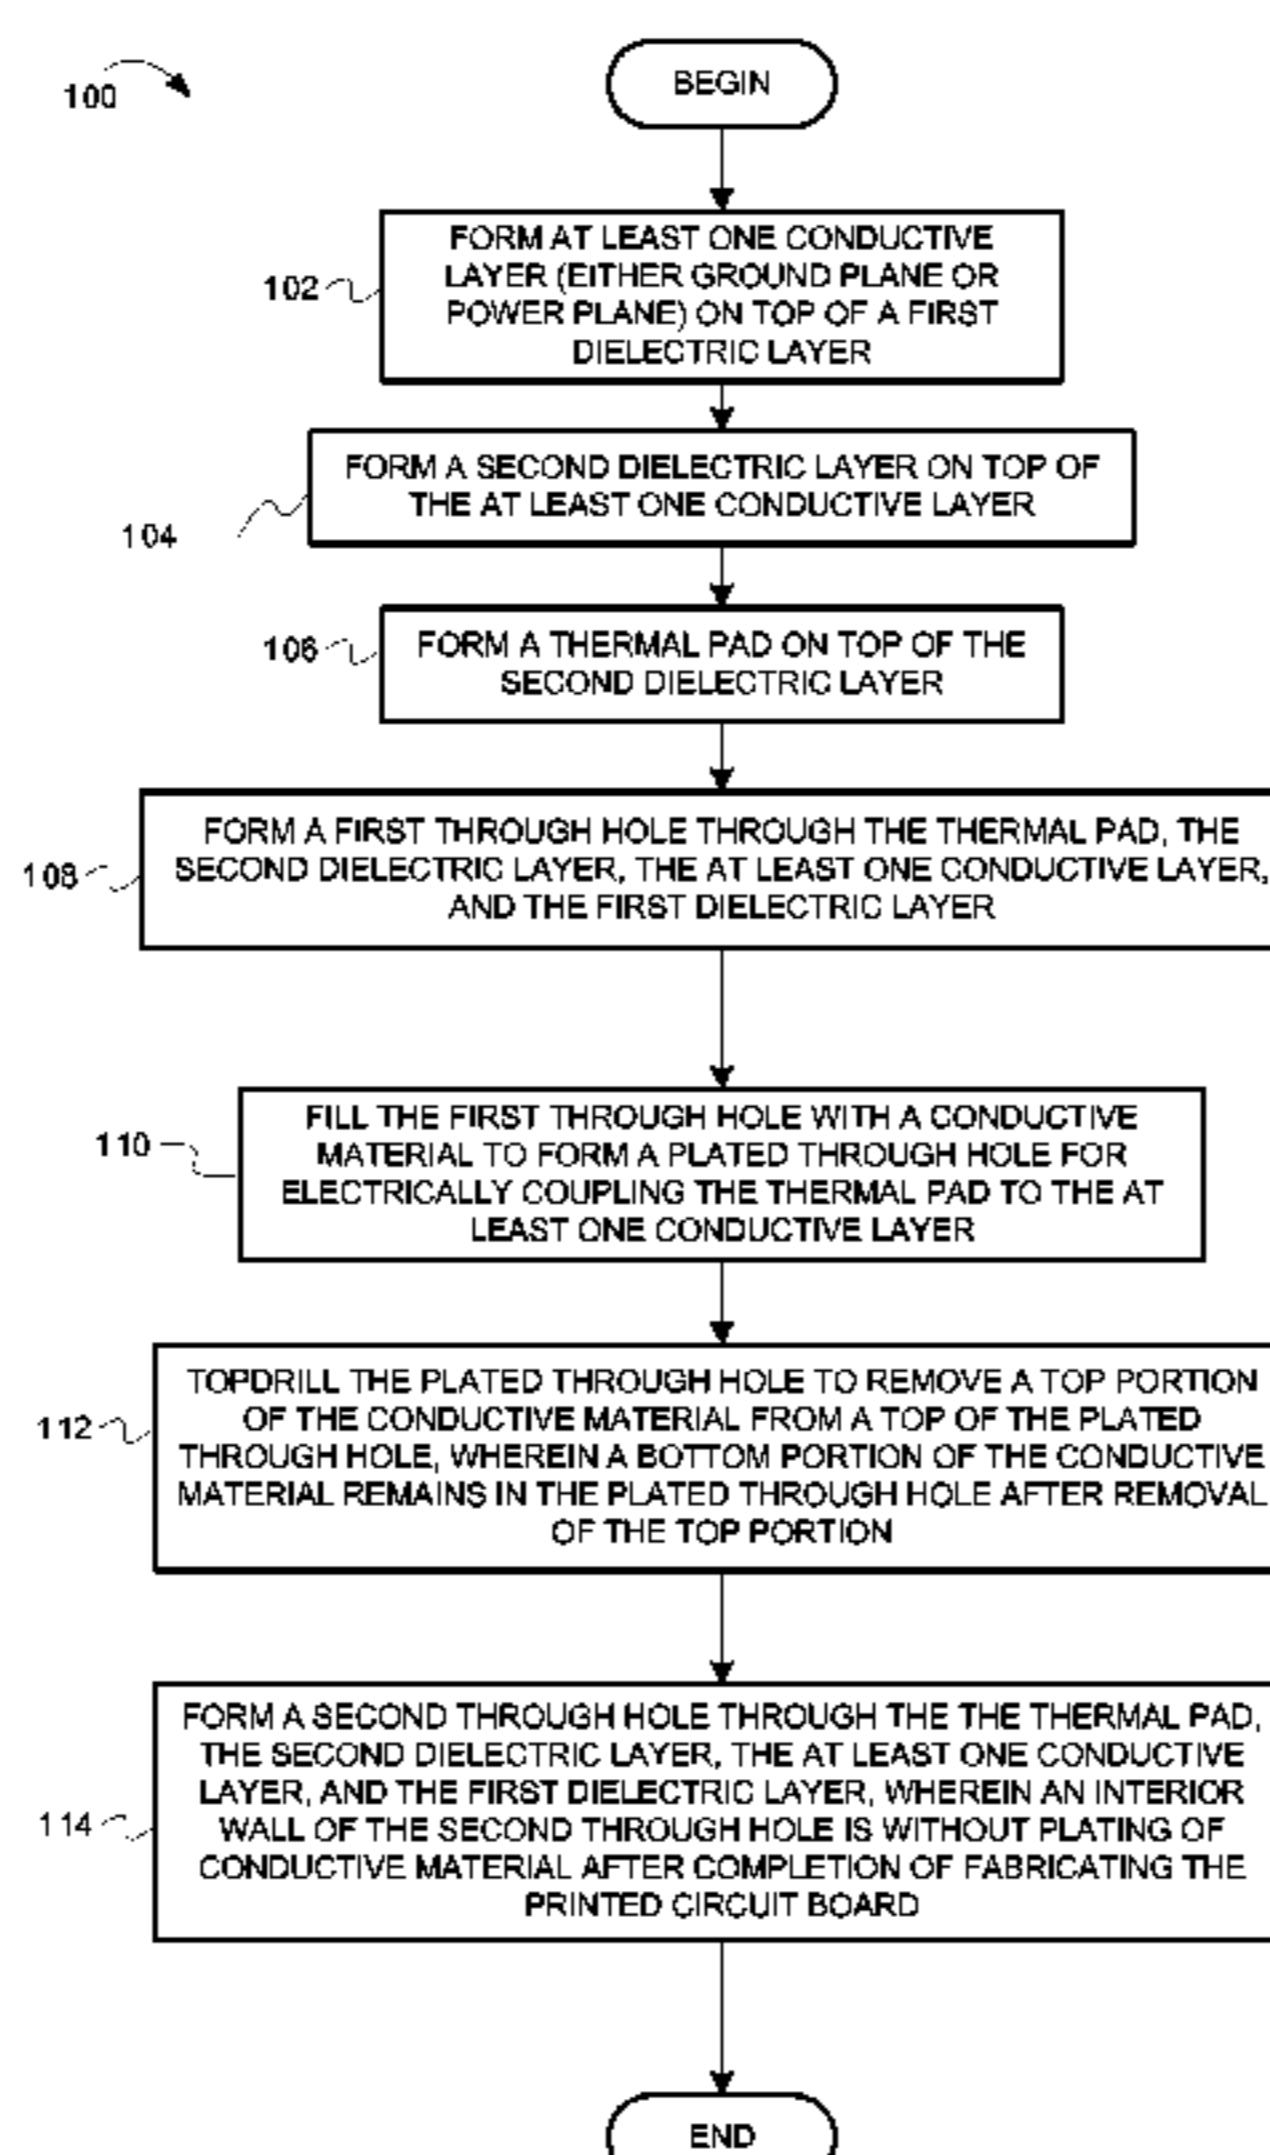 100
BEGIN
102
FORM AT LEAST ONE CONDUCTIVE
LAYER (EITHER GROUND PLANE OR
POWER PLANE) ON TOP OF A FIRST
DIELECTRIC LAYER
104
FORM A SECOND DIELECTRIC LAYER ON TOP OF
THE AT LEAST ONE CONDUCTIVE LAYER
106
FORM A THERMAL PAD ON TOP OF THE
SECOND DIELECTRIC LAYER
108
FORM A FIRST THROUGH HOLE THROUGH THE THERMAL PAD, THE
SECOND DIELECTRIC LAYER, THE AT LEAST ONE CONDUCTIVE LAYER,
AND THE FIRST DIELECTRIC LAYER
110
FILL THE FIRST THROUGH HOLE WITH A CONDUCTIVE
MATERIAL TO FORM A PLATED THROUGH HOLE FOR
ELECTRICALLY COUPLING THE THERMAL PAD TO THE AT
LEAST ONE CONDUCTIVE LAYER
112
TOPDRILL THE PLATED THROUGH HOLE TO REMOVE A TOP PORTION
OF THE CONDUCTIVE MATERIAL FROM A TOP OF THE PLATED
THROUGH HOLE, WHEREIN A BOTTOM PORTION OF THE CONDUCTIVE
MATERIAL REMAINS IN THE PLATED THROUGH HOLE AFTER REMOVAL
OF THE TOP PORTION
114
FORM A SECOND THROUGH HOLE THROUGH THE THE THERMAL PAD,
THE SECOND DIELECTRIC LAYER, THE AT LEAST ONE CONDUCTIVE
LAYER, AND THE FIRST DIELECTRIC LAYER, WHEREIN AN INTERIOR
WALL OF THE SECOND THROUGH HOLE IS WITHOUT PLATING OF
CONDUCTIVE MATERIAL AFTER COMPLETION OF FABRICATING THE
PRINTED CIRCUIT BOARD
END